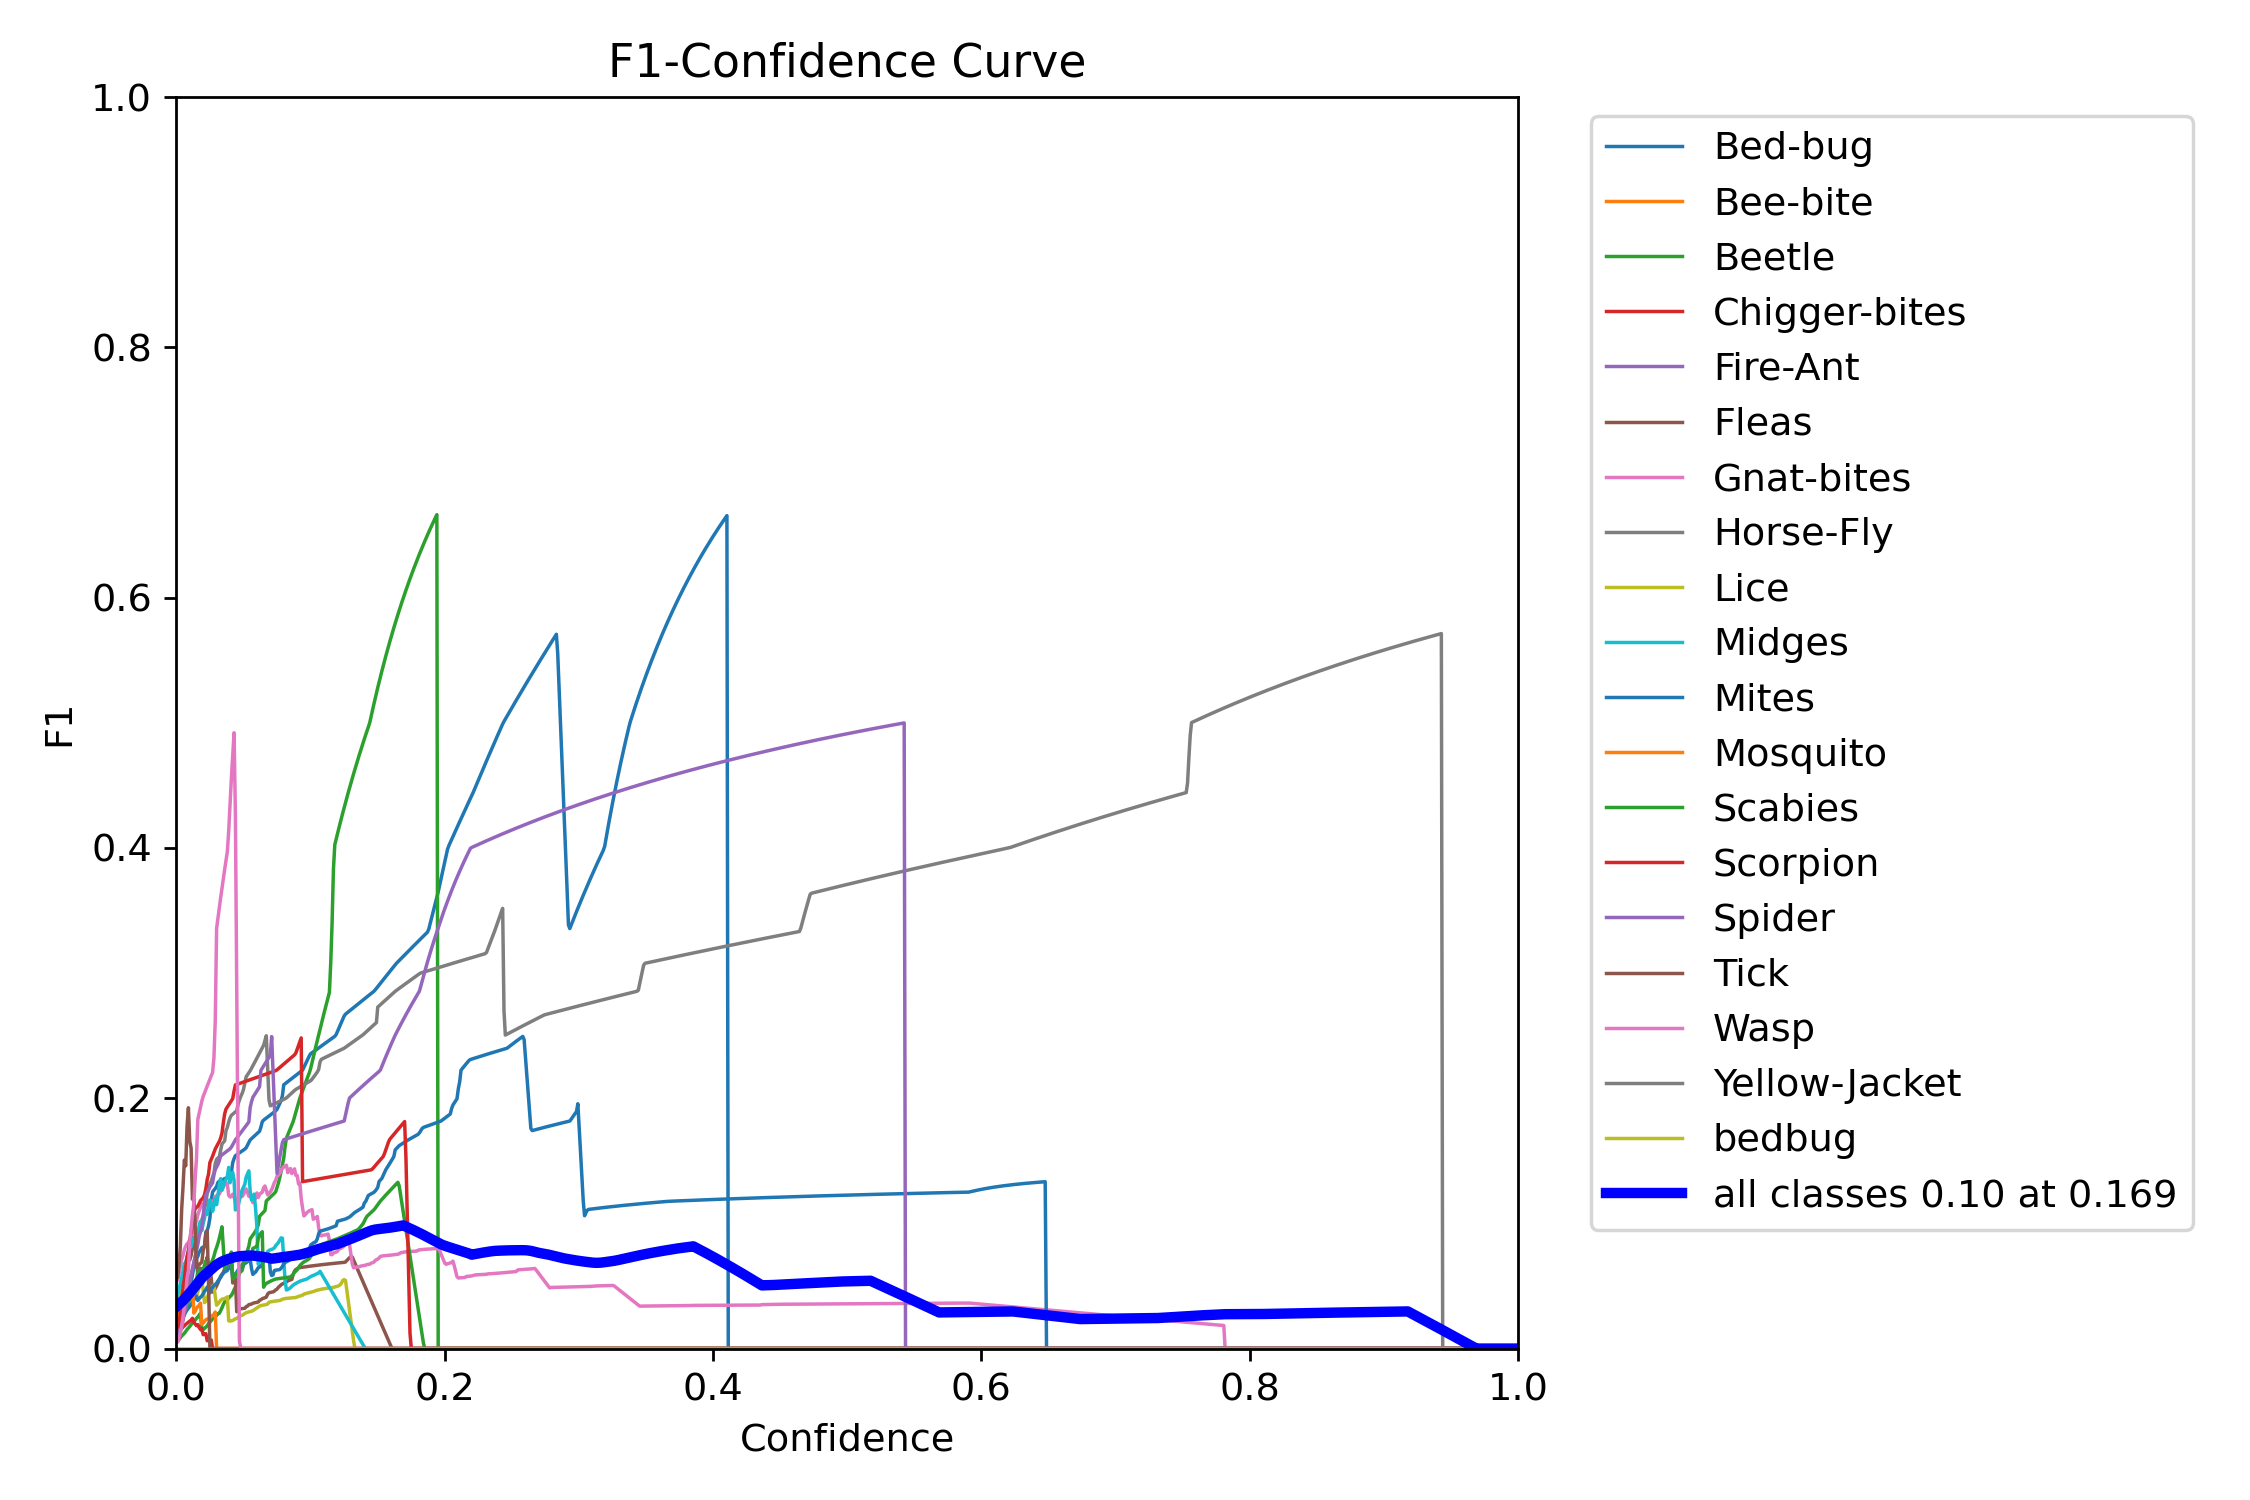 F1-Confidence Curve
1.0
0.8
0.6
0.4
0.2
0.0
F1
0.0 0.2 0.4 0.6 0.8 1.0
Confidence
Bed-bug
Bee-bite
Beetle
Chigger-bites
Fire-Ant
Fleas
Gnat-bites
Horse-Fly
Lice
Midges
Mites
Mosquito
Scabies
Scorpion
Spider
Tick
Wasp
Yellow-Jacket
bedbug
all classes 0.10 at 0.169